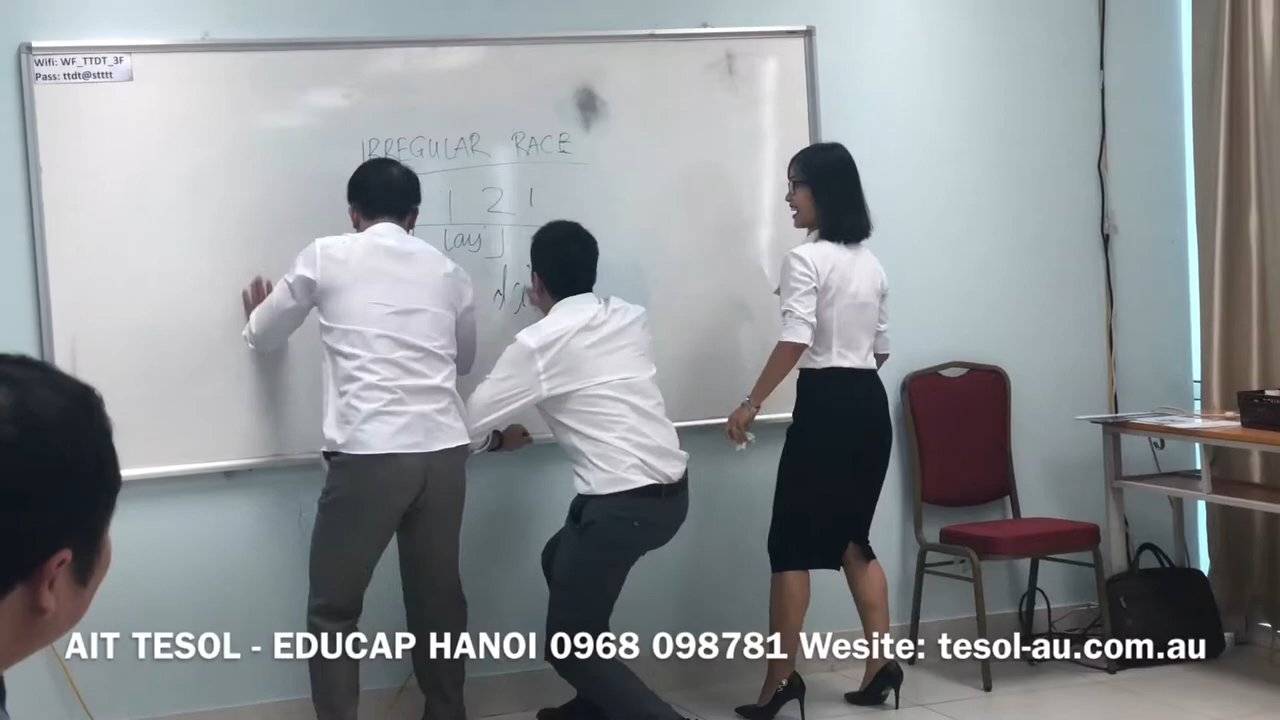 Wifi: WF_TTDT_3F
Pass: ttdt@stttt
IRREGULAR RACE
1 2 1
lay
AIT TESOL - EDUCAP HANOI 0968 098781 Wesite: tesol-au.com.au